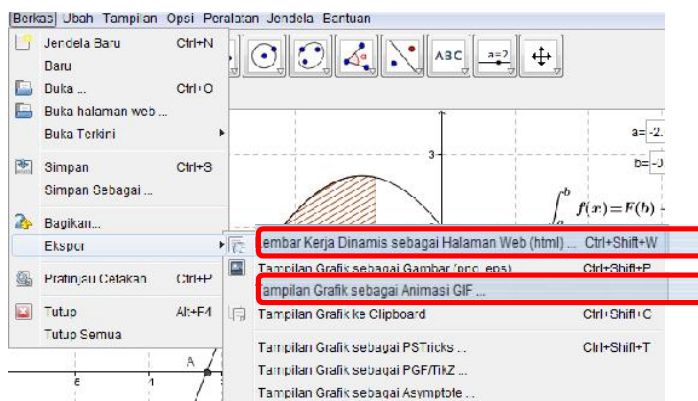 Berkas Ubah Tampilan Opsi Peralatan Jendela Bantuan
Jendela Baru Ctrl+N
Baru
Buka ... Ctrl+O
Buka halaman web ...
Buka Terkini
Simpan Ctrl+S
Simpan Sebagai ...
Bagikan...
Ekspor
Pratinjau Cetakan Ctrl+P
Tutup Alt+F4
Tutup Semua
ABC
a=2
a= -2.
b= -0
3
f(x)=F(b) -
embar Kerja Dinamis sebagai Halaman Web (html) ... Ctrl+Shift+W
Tampilan Grafik sebagai Gambar (png, eps) ... Ctrl+Shift+P
ampilan Grafik sebagai Animasi GIF ...
Tampilan Grafik ke Clipboard Ctrl+Shift+C
Tampilan Grafik sebagai PSTricks ... Ctrl+Shift+T
Tampilan Grafik sebagai PGF/TikZ ...
Tampilan Grafik sebagai Asymptote ...
A